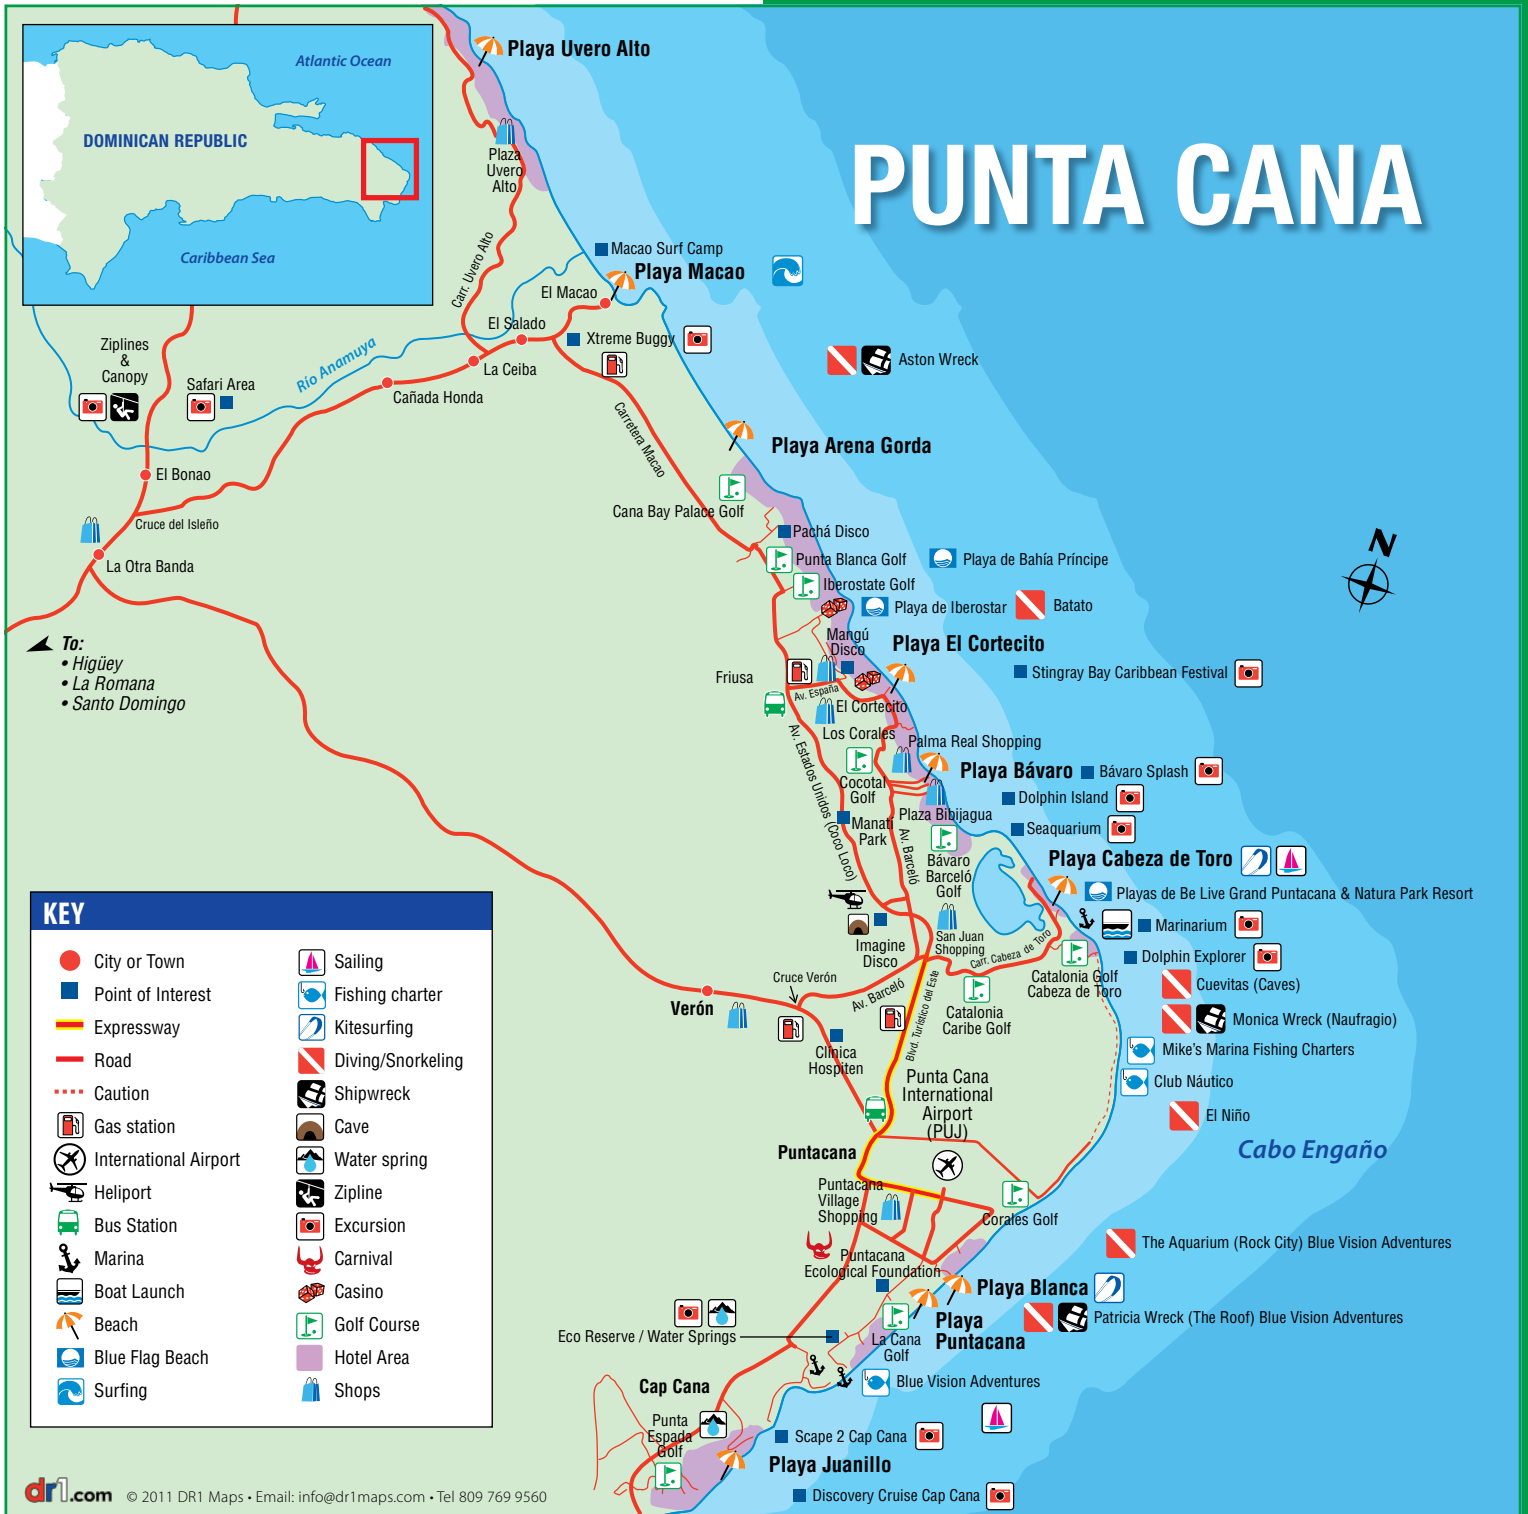 PUNTA CANA
Atlantic Ocean
DOMINICAN REPUBLIC
Caribbean Sea
Playa Uvero Alto
Plaza
Uvero
Alto
Carr. Uvero Alto
Macao Surf Camp
Playa Macao
El Macao
El Salado
Xtreme Buggy
La Ceiba
Río Anamuya
Cañada Honda
Ziplines
&
Canopy
Safari Area
Aston Wreck
Carretera Macao
Playa Arena Gorda
El Bonao
Cana Bay Palace Golf
Cruce del Isleño
Pachá Disco
La Otra Banda
Punta Blanca Golf
Playa de Bahía Príncipe
Iberostate Golf
Playa de Iberostar
Batato
N
To:
• Higüey
• La Romana
• Santo Domingo
Mangú
Disco
Playa El Cortecito
Friusa
Stingray Bay Caribbean Festival
Av. España
El Cortecito
Los Corales
Av. Estados Unidos (Coco Loco)
Palma Real Shopping
Playa Bávaro
Bávaro Splash
Cocotal
Golf
Dolphin Island
Plaza Bibijagua
Manatí
Park
Seaquarium
Av. Barceló
Bávaro
Barceló
Golf
Playa Cabeza de Toro
Playas de Be Live Grand Puntacana & Natura Park Resort
Marinarium
Imagine
Disco
San Juan
Shopping
Carr. Cabeza de Toro
Dolphin Explorer
Catalonia Golf
Cabeza de Toro
Cuevitas (Caves)
Cruce Verón
Verón
Av. Barceló
Blvd. Turístico del Este
Catalonia
Caribe Golf
Monica Wreck (Naufragio)
Clínica
Hospiten
Mike's Marina Fishing Charters
Club Náutico
Punta Cana
International
Airport
(PUJ)
El Niño
Cabo Engaño
Puntacana
Puntacana
Village
Shopping
Corales Golf
The Aquarium (Rock City) Blue Vision Adventures
Puntacana
Ecological Foundation
Playa Blanca
Playa
Puntacana
Patricia Wreck (The Roof) Blue Vision Adventures
Eco Reserve / Water Springs
La Cana
Golf
Blue Vision Adventures
Cap Cana
Punta
Espada
Golf
Scape 2 Cap Cana
Playa Juanillo
Discovery Cruise Cap Cana
KEY
City or Town
Point of Interest
Expressway
Road
Caution
Gas station
International Airport
Heliport
Bus Station
Marina
Boat Launch
Beach
Blue Flag Beach
Surfing
Sailing
Fishing charter
Kitesurfing
Diving/Snorkeling
Shipwreck
Cave
Water spring
Zipline
Excursion
Carnival
Casino
Golf Course
Hotel Area
Shops
dr1.com © 2011 DR1 Maps • Email: info@dr1maps.com • Tel 809 769 9560